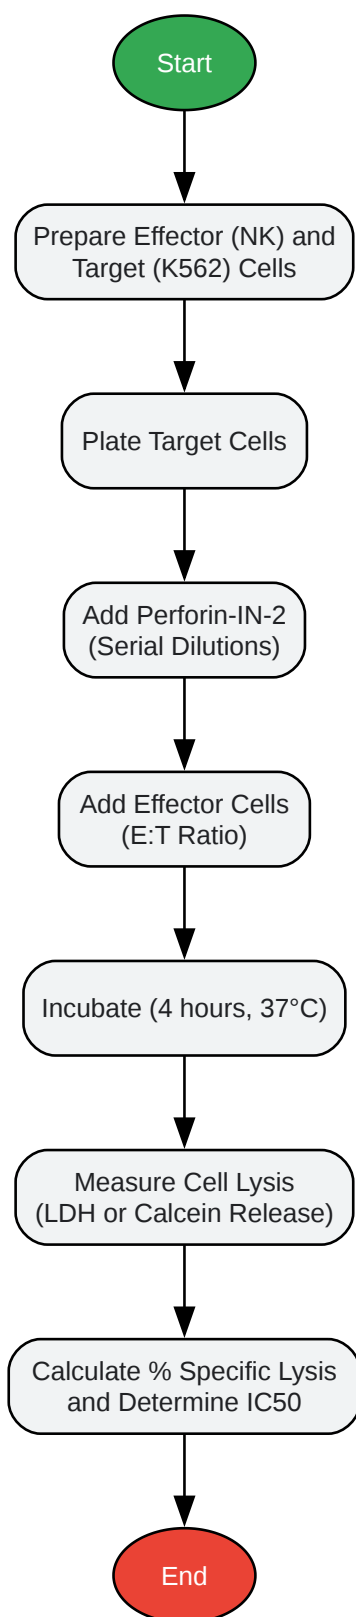 Start
Prepare Effector (NK) and
Target (K562) Cells
Plate Target Cells
Add Perforin-IN-2
(Serial Dilutions)
Add Effector Cells
(E:T Ratio)
Incubate (4 hours, 37°C)
Measure Cell Lysis
(LDH or Calcein Release)
Calculate % Specific Lysis
and Determine IC50
End